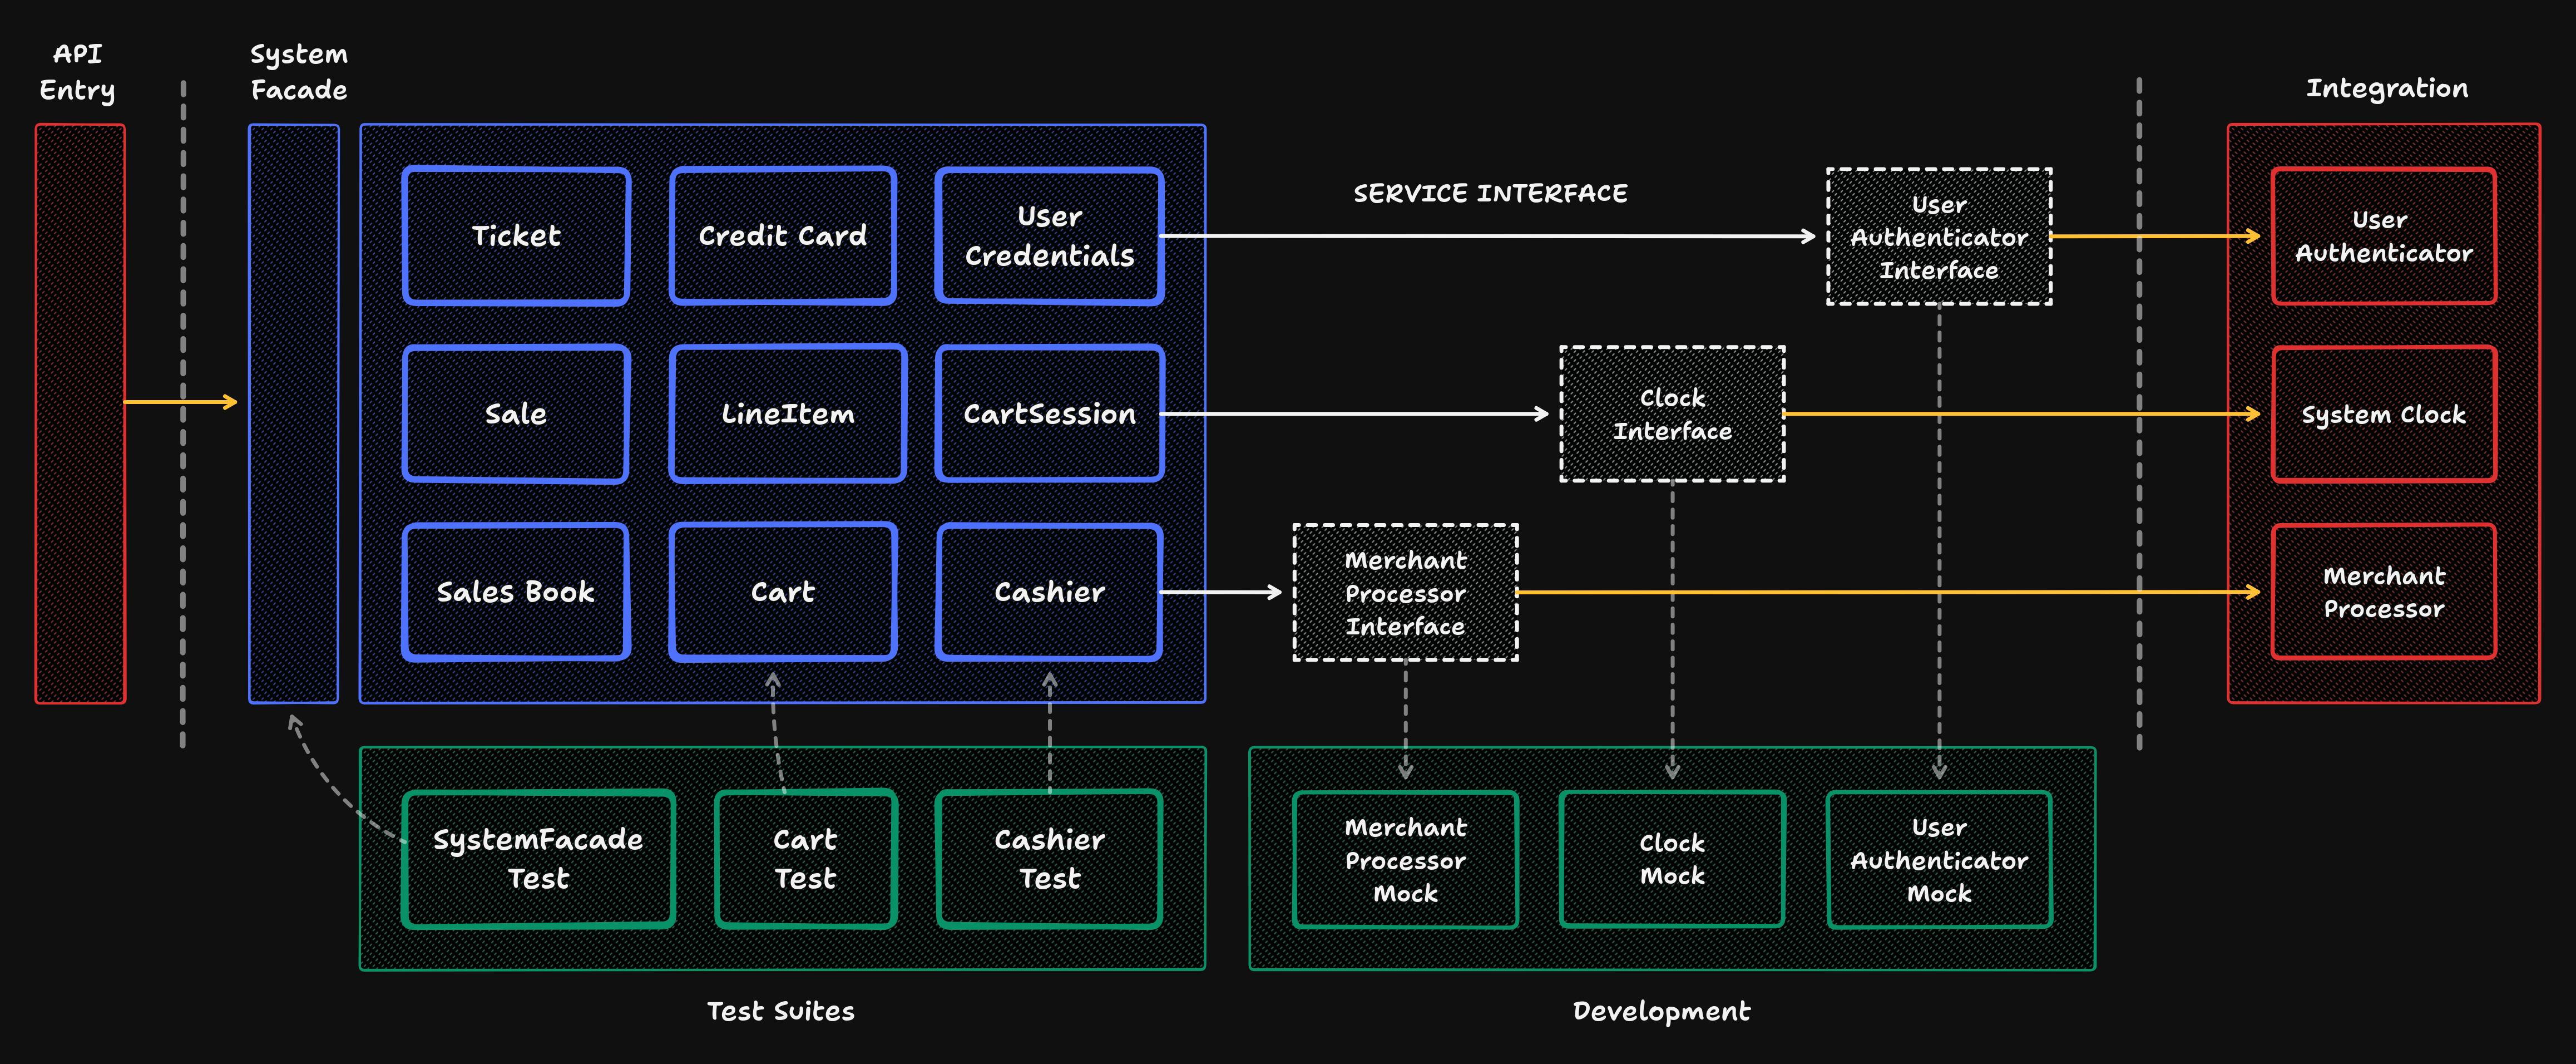 API
Entry
System
Facade
Integration
Ticket
Credit Card
User
Credentials
SERVICE INTERFACE
User
Authenticator
Interface
User
Authenticator
Sale
LineItem
CartSession
Clock
Interface
System Clock
Sales Book
Cart
Cashier
Merchant
Processor
Interface
Merchant
Processor
SystemFacade
Test
Cart
Test
Cashier
Test
Merchant
Processor
Mock
Clock
Mock
User
Authenticator
Mock
Test Suites
Development